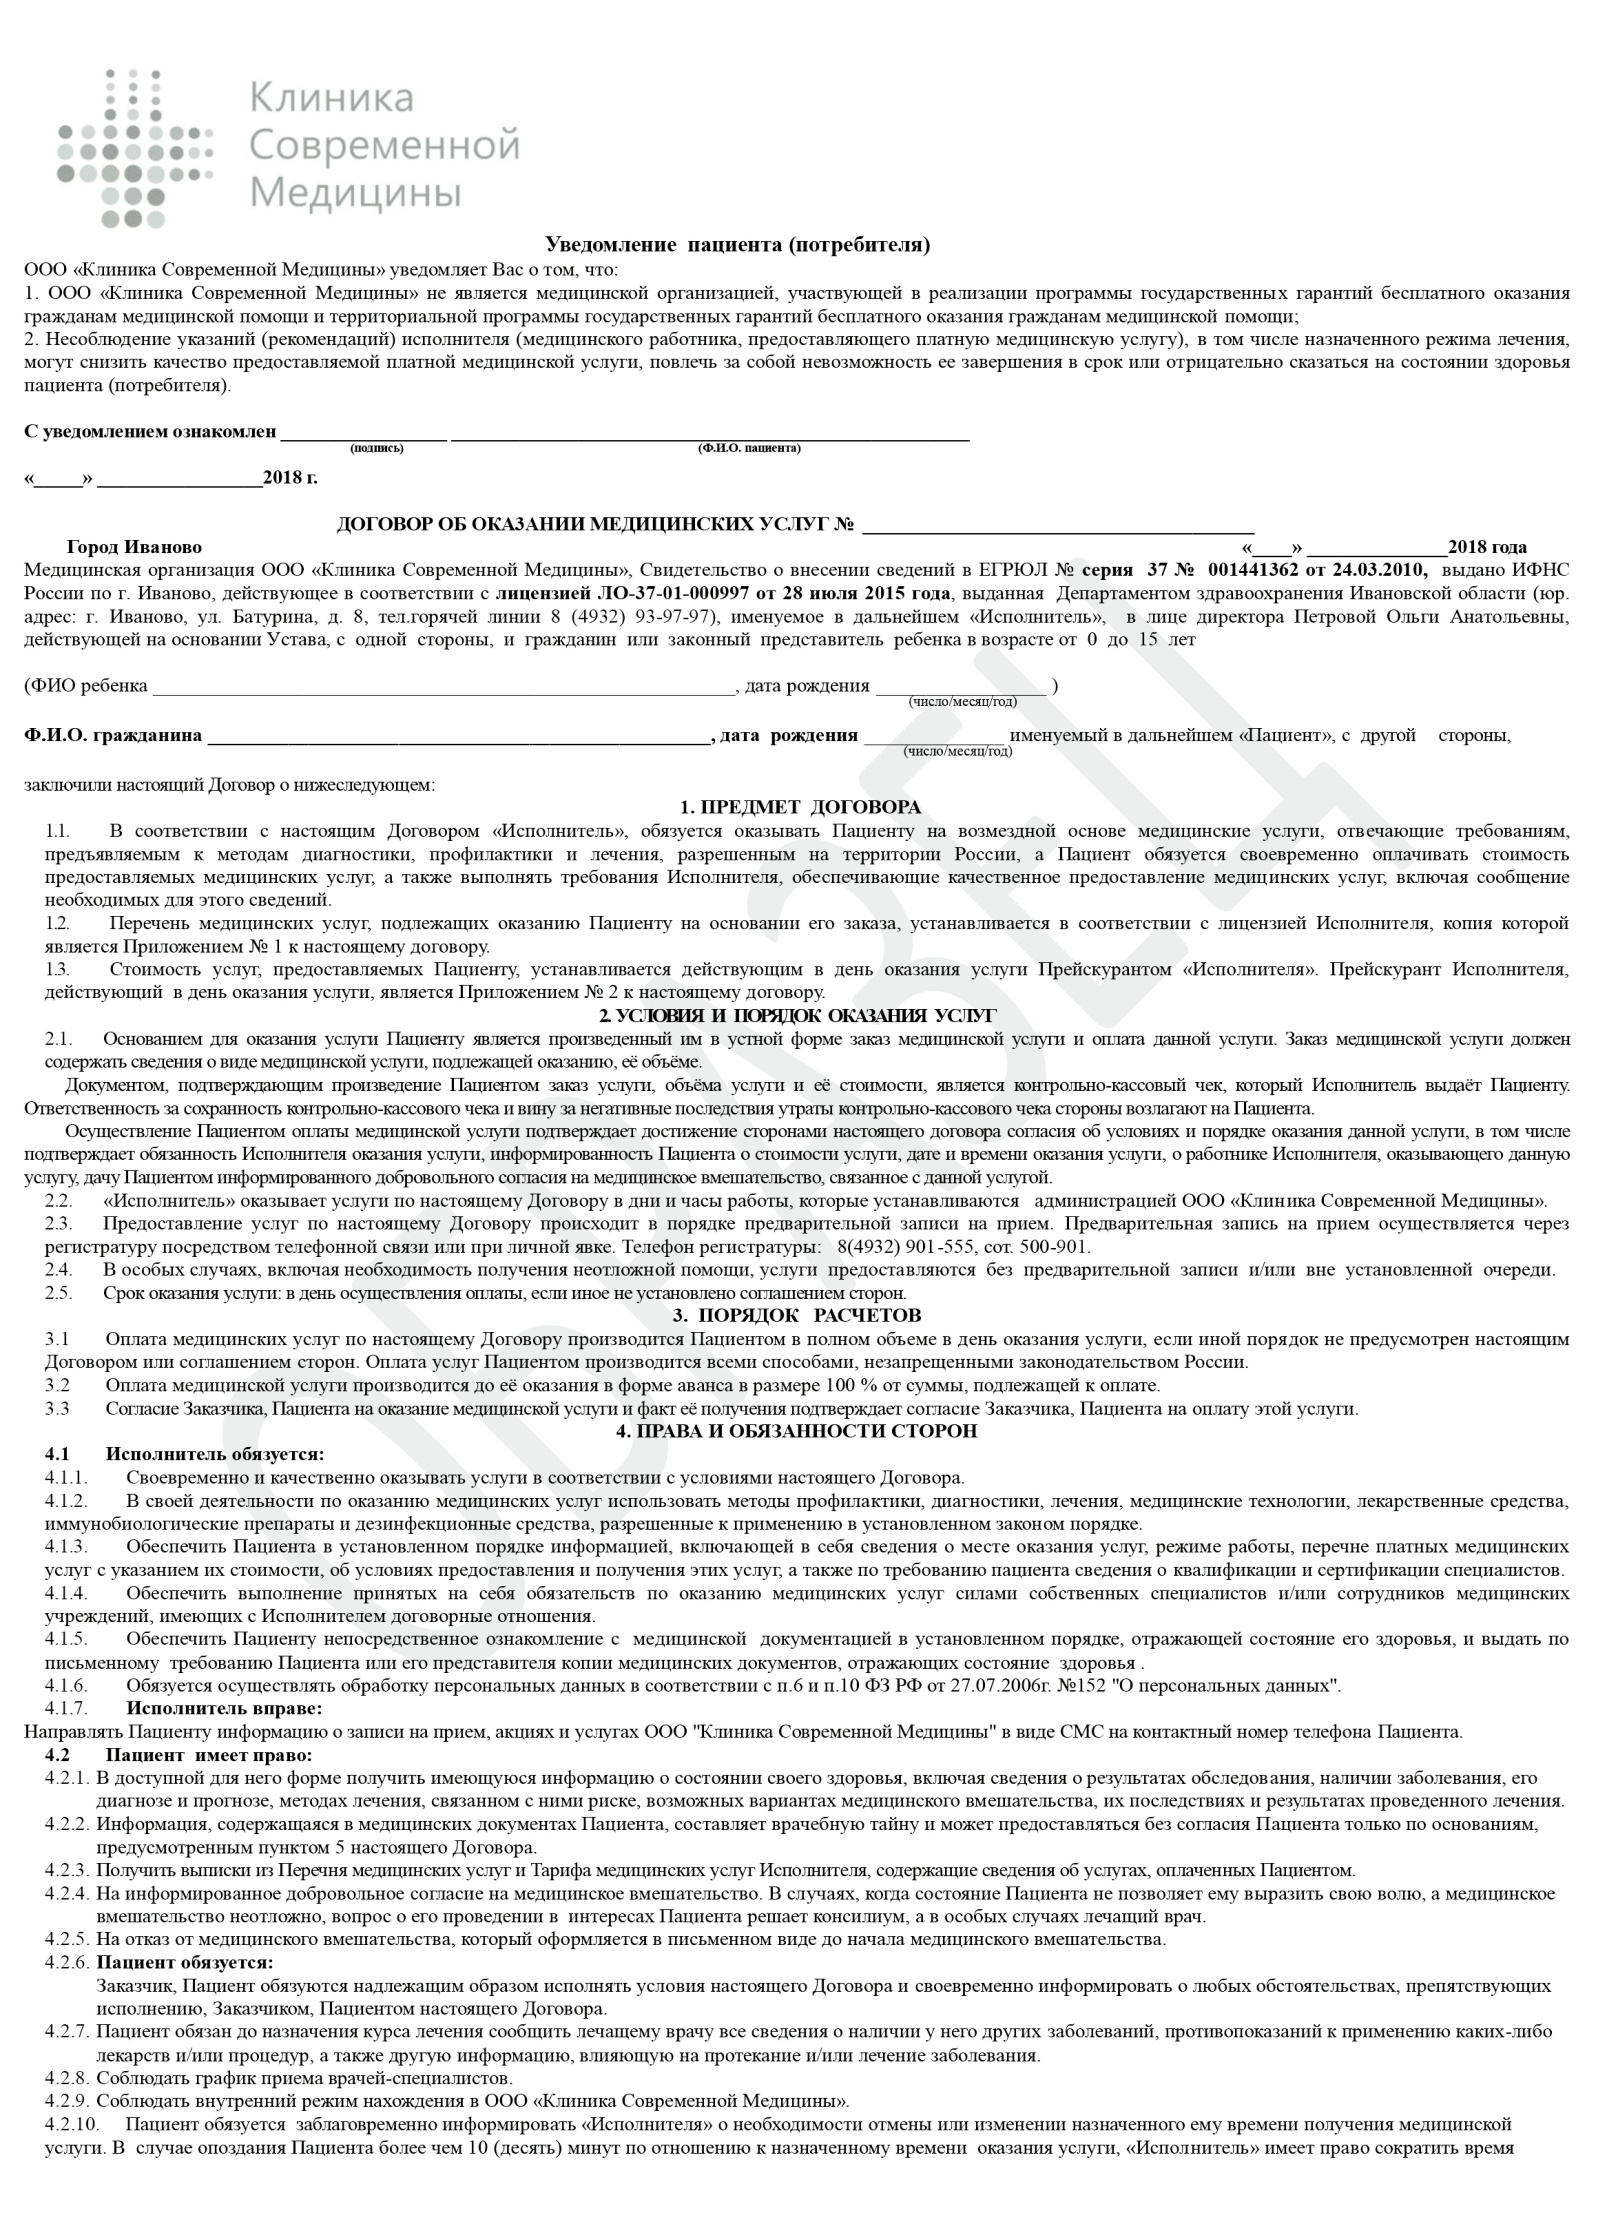 Клиника
Современной
Медицины
Уведомление пациента (потребителя)
ООО «Клиника Современной Медицины» уведомляет Вас о том, что:
1. ООО «Клиника Современной Медицины» не является медицинской организацией, участвующей в реализации программы государственных гарантий бесплатного оказания
гражданам медицинской помощи и территориальной программы государственных гарантий бесплатного оказания гражданам медицинской помощи;
2. Несоблюдение указаний (рекомендаций) исполнителя (медицинского работника, предоставляющего платную медицинскую услугу), в том числе назначенного режима лечения,
могут снизить качество предоставляемой платной медицинской услуги, повлечь за собой невозможность ее завершения в срок или отрицательно сказаться на состоянии здоровья
пациента (потребителя).
С уведомлением ознакомлен _________________ _____________________________________________________
(подпись) (Ф.И.О. пациента)
«_____» _________________2018 г.
ДОГОВОР ОБ ОКАЗАНИИ МЕДИЦИНСКИХ УСЛУГ № ________________________________________
Город Иваново «____» ______________2018 года
Медицинская организация ООО «Клиника Современной Медицины», Свидетельство о внесении сведений в ЕГРЮЛ № серия 37 № 001441362 от 24.03.2010, выдано ИФНС
России по г. Иваново, действующее в соответствии с лицензией ЛО-37-01-000997 от 28 июля 2015 года, выданная Департаментом здравоохранения Ивановской области (юр.
адрес: г. Иваново, ул. Батурина, д. 8, тел.горячей линии 8 (4932) 93-97-97), именуемое в дальнейшем «Исполнитель», в лице директора Петровой Ольги Анатольевны,
действующей на основании Устава, с одной стороны, и гражданин или законный представитель ребенка в возрасте от 0 до 15 лет
(ФИО ребенка ____________________________________________________________, дата рождения _________________ )
(число/месяц/год)
Ф.И.О. гражданина __________________________________________________, дата рождения ______________ именуемый в дальнейшем «Пациент», с другой стороны,
(число/месяц/год)
заключили настоящий Договор о нижеследующем:
1. ПРЕДМЕТ ДОГОВОРА
1.1. В соответствии с настоящим Договором «Исполнитель», обязуется оказывать Пациенту на возмездной основе медицинские услуги, отвечающие требованиям,
предъявляемым к методам диагностики, профилактики и лечения, разрешенным на территории России, а Пациент обязуется своевременно оплачивать стоимость
предоставляемых медицинских услуг, а также выполнять требования Исполнителя, обеспечивающие качественное предоставление медицинских услуг, включая сообщение
необходимых для этого сведений.
1.2. Перечень медицинских услуг, подлежащих оказанию Пациенту на основании его заказа, устанавливается в соответствии с лицензией Исполнителя, копия которой
является Приложением № 1 к настоящему договору.
1.3. Стоимость услуг, предоставляемых Пациенту, устанавливается действующим в день оказания услуги Прейскурантом «Исполнителя». Прейскурант Исполнителя,
действующий в день оказания услуги, является Приложением № 2 к настоящему договору.
2. УСЛОВИЯ И ПОРЯДОК ОКАЗАНИЯ УСЛУГ
2.1. Основанием для оказания услуги Пациенту является произведенный им в устной форме заказ медицинской услуги и оплата данной услуги. Заказ медицинской услуги должен
содержать сведения о виде медицинской услуги, подлежащей оказанию, её объёме.
Документом, подтверждающим произведение Пациентом заказ услуги, объёма услуги и её стоимости, является контрольно-кассовый чек, который Исполнитель выдаёт Пациенту.
Ответственность за сохранность контрольно-кассового чека и вину за негативные последствия утраты контрольно-кассового чека стороны возлагают на Пациента.
Осуществление Пациентом оплаты медицинской услуги подтверждает достижение сторонами настоящего договора согласия об условиях и порядке оказания данной услуги, в том числе
подтверждает обязанность Исполнителя оказания услуги, информированность Пациента о стоимости услуги, дате и времени оказания услуги, о работнике Исполнителя, оказывающего данную
услугу, дачу Пациентом информированного добровольного согласия на медицинское вмешательство, связанное с данной услугой.
2.2. «Исполнитель» оказывает услуги по настоящему Договору в дни и часы работы, которые устанавливаются администрацией ООО «Клиника Современной Медицины».
2.3. Предоставление услуг по настоящему Договору происходит в порядке предварительной записи на прием. Предварительная запись на прием осуществляется через
регистратуру посредством телефонной связи или при личной явке. Телефон регистратуры: 8(4932) 901-555, сот. 500-901.
2.4. В особых случаях, включая необходимость получения неотложной помощи, услуги предоставляются без предварительной записи и/или вне установленной очереди.
2.5. Срок оказания услуги: в день осуществления оплаты, если иное не установлено соглашением сторон.
3. ПОРЯДОК РАСЧЕТОВ
3.1 Оплата медицинских услуг по настоящему Договору производится Пациентом в полном объеме в день оказания услуги, если иной порядок не предусмотрен настоящим
Договором или соглашением сторон. Оплата услуг Пациентом производится всеми способами, незапрещенными законодательством России.
3.2 Оплата медицинской услуги производится до её оказания в форме аванса в размере 100 % от суммы, подлежащей к оплате.
3.3 Согласие Заказчика, Пациента на оказание медицинской услуги и факт её получения подтверждает согласие Заказчика, Пациента на оплату этой услуги.
4. ПРАВА И ОБЯЗАННОСТИ СТОРОН
4.1 Исполнитель обязуется:
4.1.1. Своевременно и качественно оказывать услуги в соответствии с условиями настоящего Договора.
4.1.2. В своей деятельности по оказанию медицинских услуг использовать методы профилактики, диагностики, лечения, медицинские технологии, лекарственные средства,
иммунобиологические препараты и дезинфекционные средства, разрешенные к применению в установленном законом порядке.
4.1.3. Обеспечить Пациента в установленном порядке информацией, включающей в себя сведения о месте оказания услуг, режиме работы, перечне платных медицинских
услуг с указанием их стоимости, об условиях предоставления и получения этих услуг, а также по требованию пациента сведения о квалификации и сертификации специалистов.
4.1.4. Обеспечить выполнение принятых на себя обязательств по оказанию медицинских услуг силами собственных специалистов и/или сотрудников медицинских
учреждений, имеющих с Исполнителем договорные отношения.
4.1.5. Обеспечить Пациенту непосредственное ознакомление с медицинской документацией в установленном порядке, отражающей состояние его здоровья, и выдать по
письменному требованию Пациента или его представителя копии медицинских документов, отражающих состояние здоровья .
4.1.6. Обязуется осуществлять обработку персональных данных в соответствии с п.6 и п.10 ФЗ РФ от 27.07.2006г. №152 "О персональных данных".
4.1.7. Исполнитель вправе:
Направлять Пациенту информацию о записи на прием, акциях и услугах ООО "Клиника Современной Медицины" в виде СМС на контактный номер телефона Пациента.
4.2 Пациент имеет право:
4.2.1. В доступной для него форме получить имеющуюся информацию о состоянии своего здоровья, включая сведения о результатах обследования, наличии заболевания, его
диагнозе и прогнозе, методах лечения, связанном с ними риске, возможных вариантах медицинского вмешательства, их последствиях и результатах проведенного лечения.
4.2.2. Информация, содержащаяся в медицинских документах Пациента, составляет врачебную тайну и может предоставляться без согласия Пациента только по основаниям,
предусмотренным пунктом 5 настоящего Договора.
4.2.3. Получить выписки из Перечня медицинских услуг и Тарифа медицинских услуг Исполнителя, содержащие сведения об услугах, оплаченных Пациентом.
4.2.4. На информированное добровольное согласие на медицинское вмешательство. В случаях, когда состояние Пациента не позволяет ему выразить свою волю, а медицинское
вмешательство неотложно, вопрос о его проведении в интересах Пациента решает консилиум, а в особых случаях лечащий врач.
4.2.5. На отказ от медицинского вмешательства, который оформляется в письменном виде до начала медицинского вмешательства.
4.2.6. Пациент обязуется:
Заказчик, Пациент обязуются надлежащим образом исполнять условия настоящего Договора и своевременно информировать о любых обстоятельствах, препятствующих
исполнению, Заказчиком, Пациентом настоящего Договора.
4.2.7. Пациент обязан до назначения курса лечения сообщить лечащему врачу все сведения о наличии у него других заболеваний, противопоказаний к применению каких-либо
лекарств и/или процедур, а также другую информацию, влияющую на протекание и/или лечение заболевания.
4.2.8. Соблюдать график приема врачей-специалистов.
4.2.9. Соблюдать внутренний режим нахождения в ООО «Клиника Современной Медицины».
4.2.10. Пациент обязуется заблаговременно информировать «Исполнителя» о необходимости отмены или изменении назначенного ему времени получения медицинской
услуги. В случае опоздания Пациента более чем 10 (десять) минут по отношению к назначенному времени оказания услуги, «Исполнитель» имеет право сократить время
ОБРАЗЕЦ